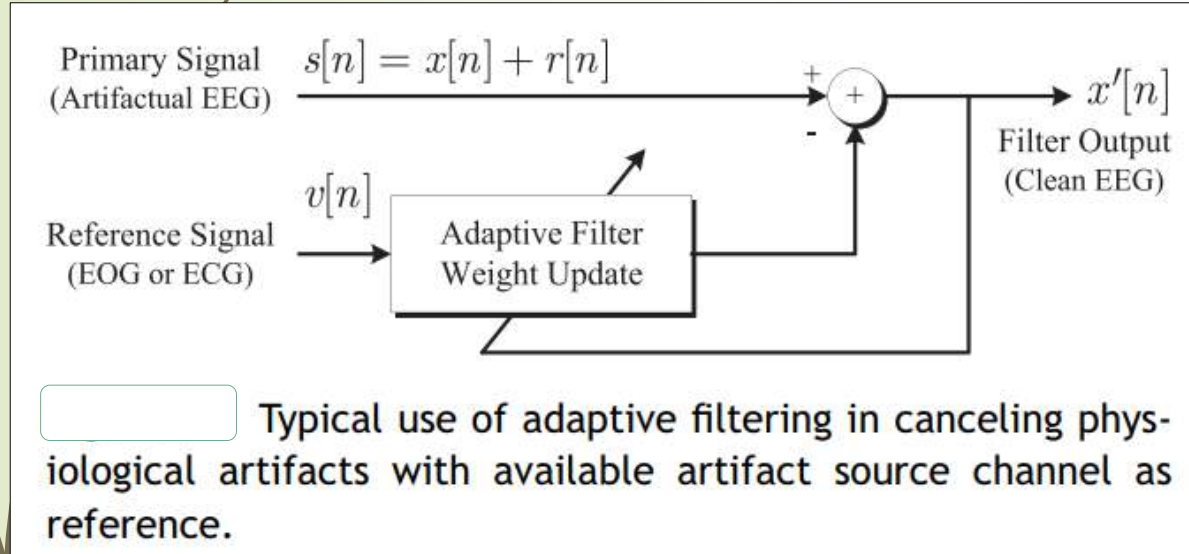 Primary Signal s[n] = x[n] + r[n]
(Artifactual EEG)
+
+
-
x′[n]
Filter Output
(Clean EEG)
v[n]
Reference Signal
(EOG or ECG)
Adaptive Filter
Weight Update
Typical use of adaptive filtering in canceling phys-
iological artifacts with available artifact source channel as
reference.